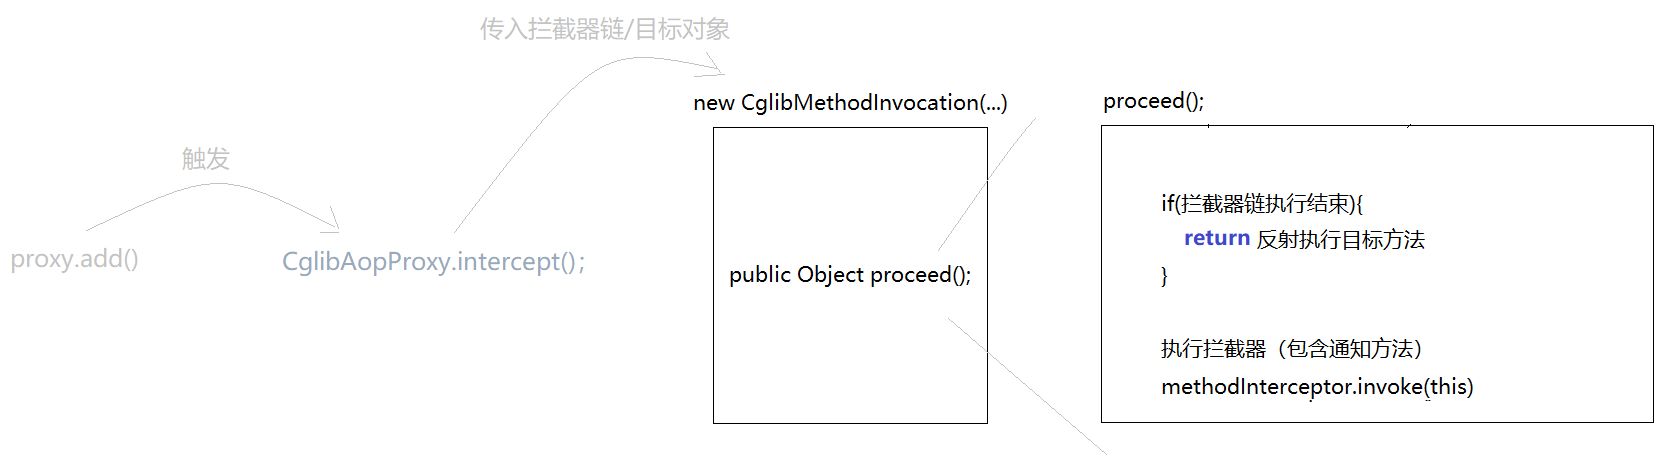 传入拦截器链/目标对象
new CglibMethodInvocation(...)
proceed();
触发
if(拦截器链执行结束){
return 反射执行目标方法
proxy.add()
CglibAopProxy.intercept();
public Object proceed();
}
执行拦截器（包含通知方法）
methodInterceptor.invoke(this)